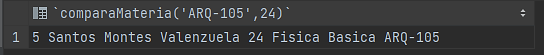 `comparaMateria('ARQ-105',24)`
1 5 Santos Montes Valenzuela 24 Fisica Basica ARQ-105